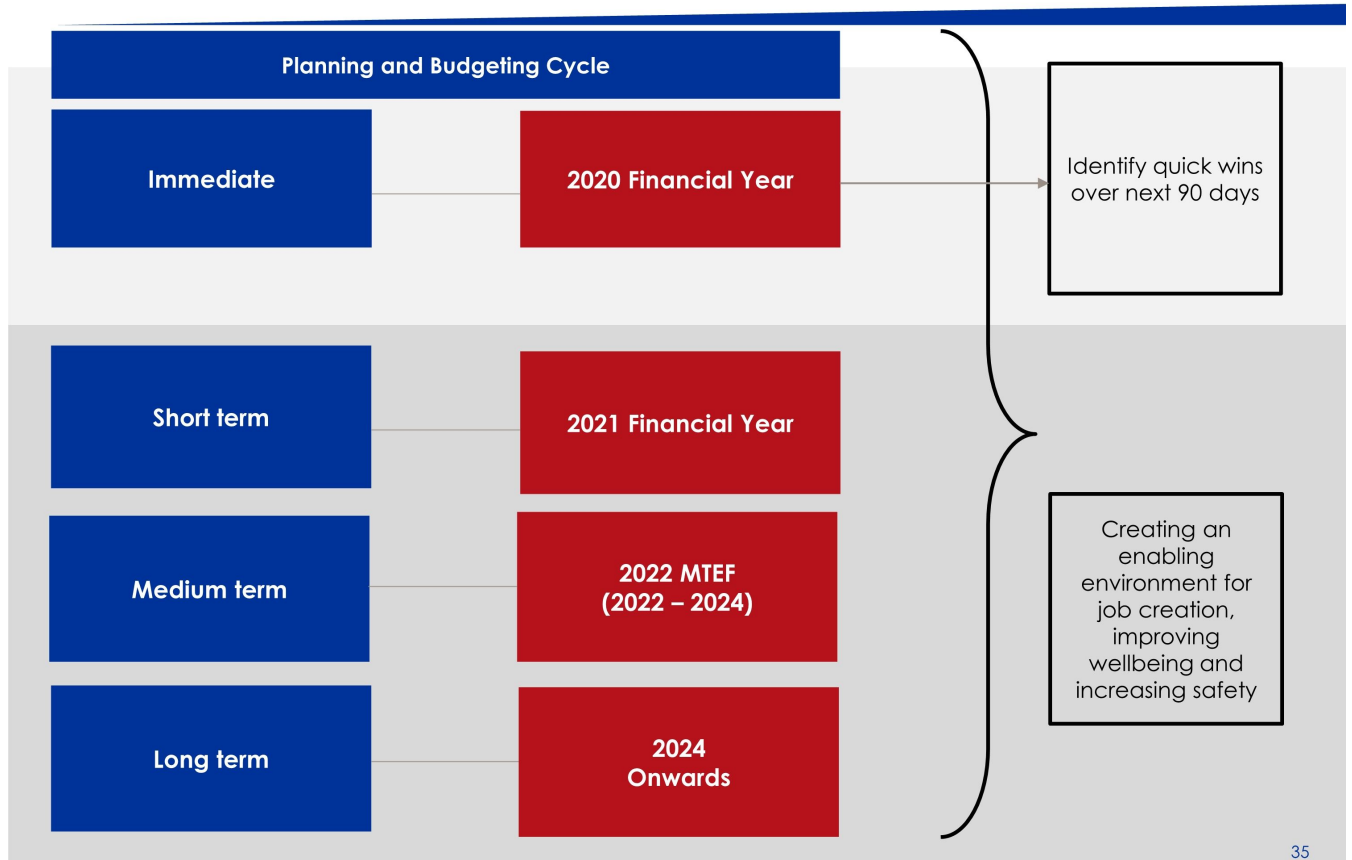 Planning and Budgeting Cycle
Immediate
2020 Financial Year
Identify quick wins
over next 90 days
Short term
2021 Financial Year
Medium term
2022 MTEF
(2022 – 2024)
Creating an
enabling
environment for
job creation,
improving
wellbeing and
increasing safety
Long term
2024
Onwards
35